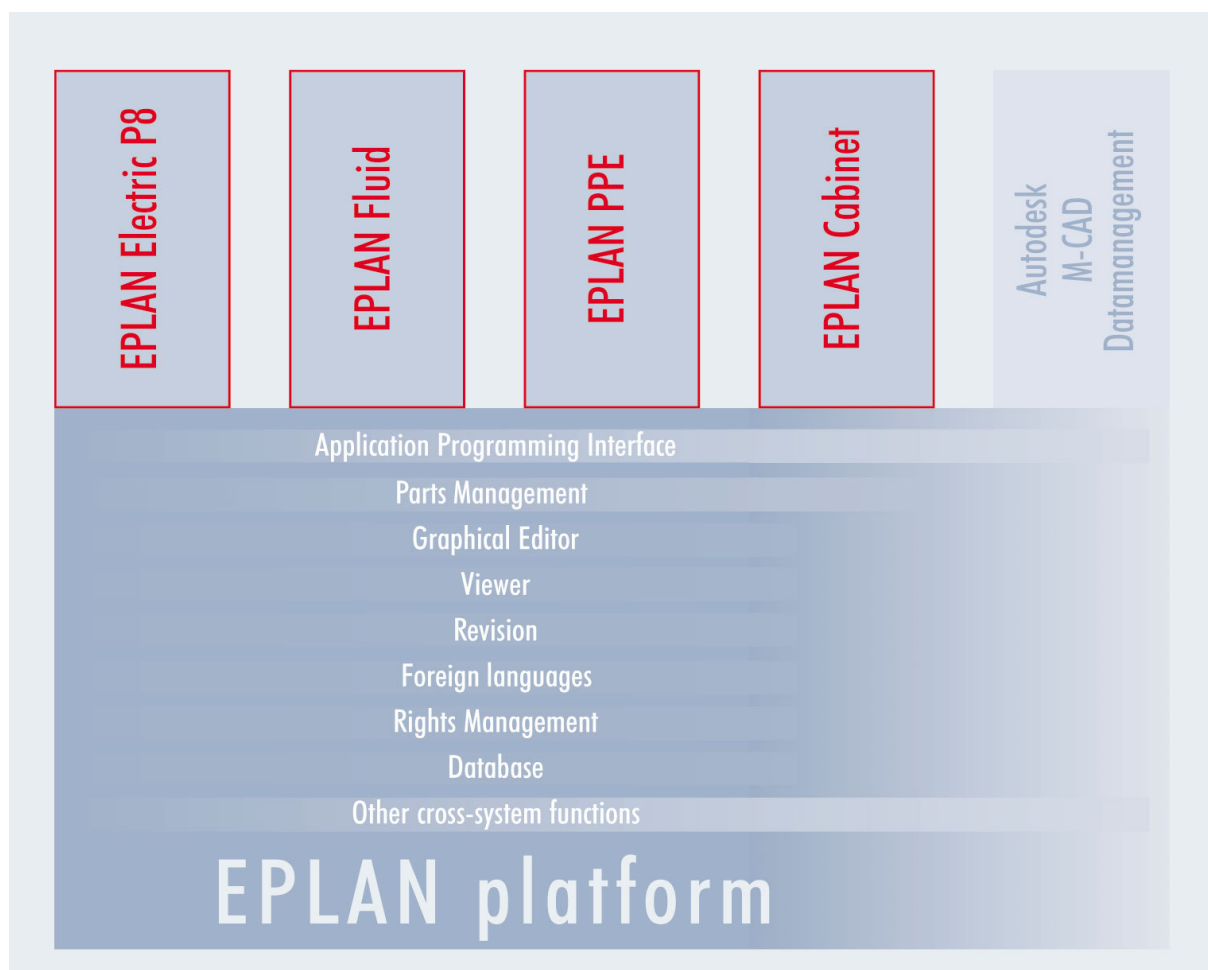 EPLAN Electric P8
EPLAN Fluid
EPLAN PPE
EPLAN Cabinet
Autodesk
M-CAD
Datamanagement
Application Programming Interface
Parts Management
Graphical Editor
Viewer
Revision
Foreign languages
Rights Management
Database
Other cross-system functions
EPLAN platform